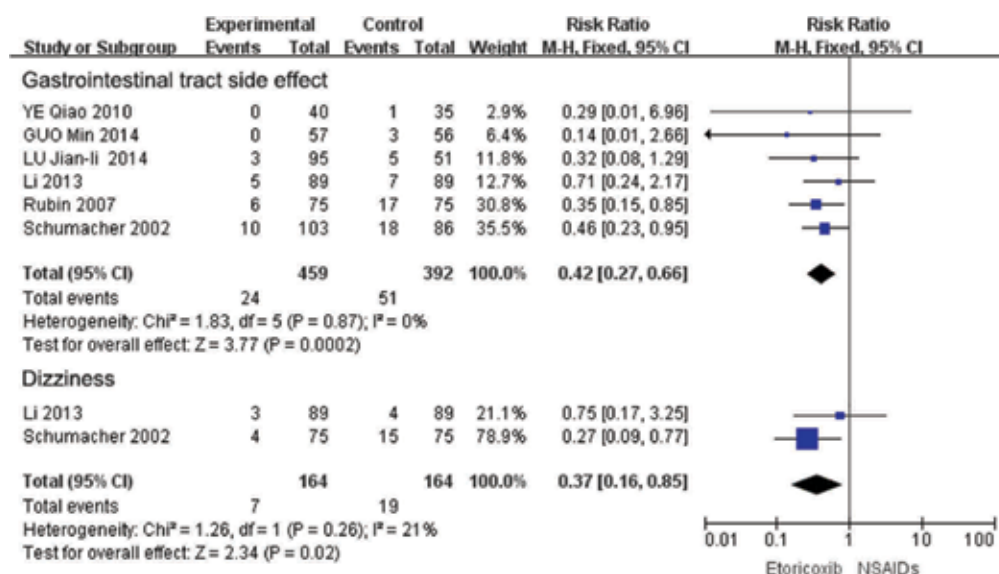 Experimental Control Risk Ratio Risk Ratio
Study or Subgroup Events Total Events Total Weight M-H, Fixed, 95% CI M-H, Fixed, 95% CI
Gastrointestinal tract side effect
YE Qiao 2010 0 40 1 35 2.9% 0.29 [0.01, 6.96]
GUO Min 2014 0 57 3 56 6.4% 0.14 [0.01, 2.66]
LU Jian-li 2014 3 95 5 51 11.8% 0.32 [0.08, 1.29]
Li 2013 5 89 7 89 12.7% 0.71 [0.24, 2.17]
Rubin 2007 6 75 17 75 30.8% 0.35 [0.15, 0.85]
Schumacher 2002 10 103 18 86 35.5% 0.46 [0.23, 0.95]
Total (95% CI) 459 392 100.0% 0.42 [0.27, 0.66]
Total events 24 51
Heterogeneity: Chi² = 1.83, df = 5 (P = 0.87); I² = 0%
Test for overall effect: Z = 3.77 (P = 0.0002)
Dizziness
Li 2013 3 89 4 89 21.1% 0.75 [0.17, 3.25]
Schumacher 2002 4 75 15 75 78.9% 0.27 [0.09, 0.77]
Total (95% CI) 164 164 100.0% 0.37 [0.16, 0.85]
Total events 7 19
Heterogeneity: Chi² = 1.26, df = 1 (P = 0.26); I² = 21%
Test for overall effect: Z = 2.34 (P = 0.02)
0.01 0.1 1 10 100
Etoricoxib NSAIDs